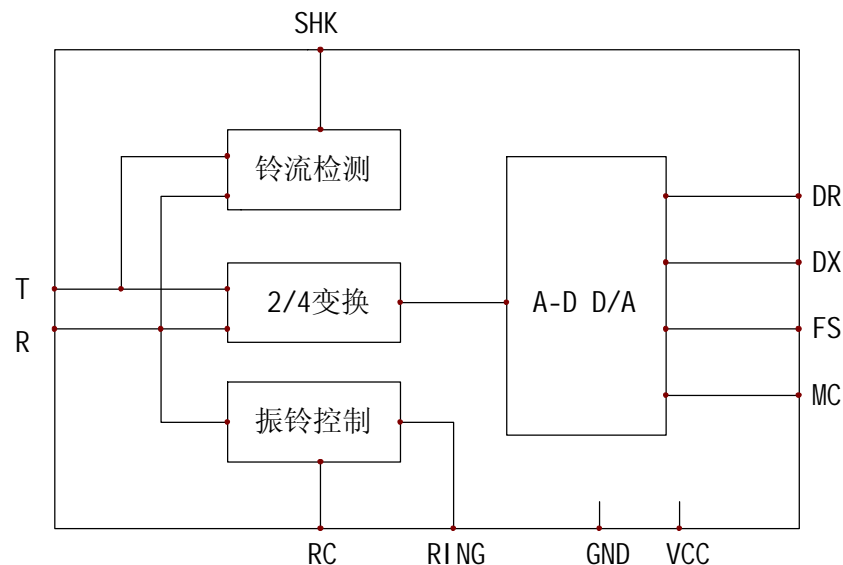 SHK
铃流检测
DR
T
2/4变换
A-D D/A
DX
R
FS
MC
振铃控制
RC
RING
GND
VCC